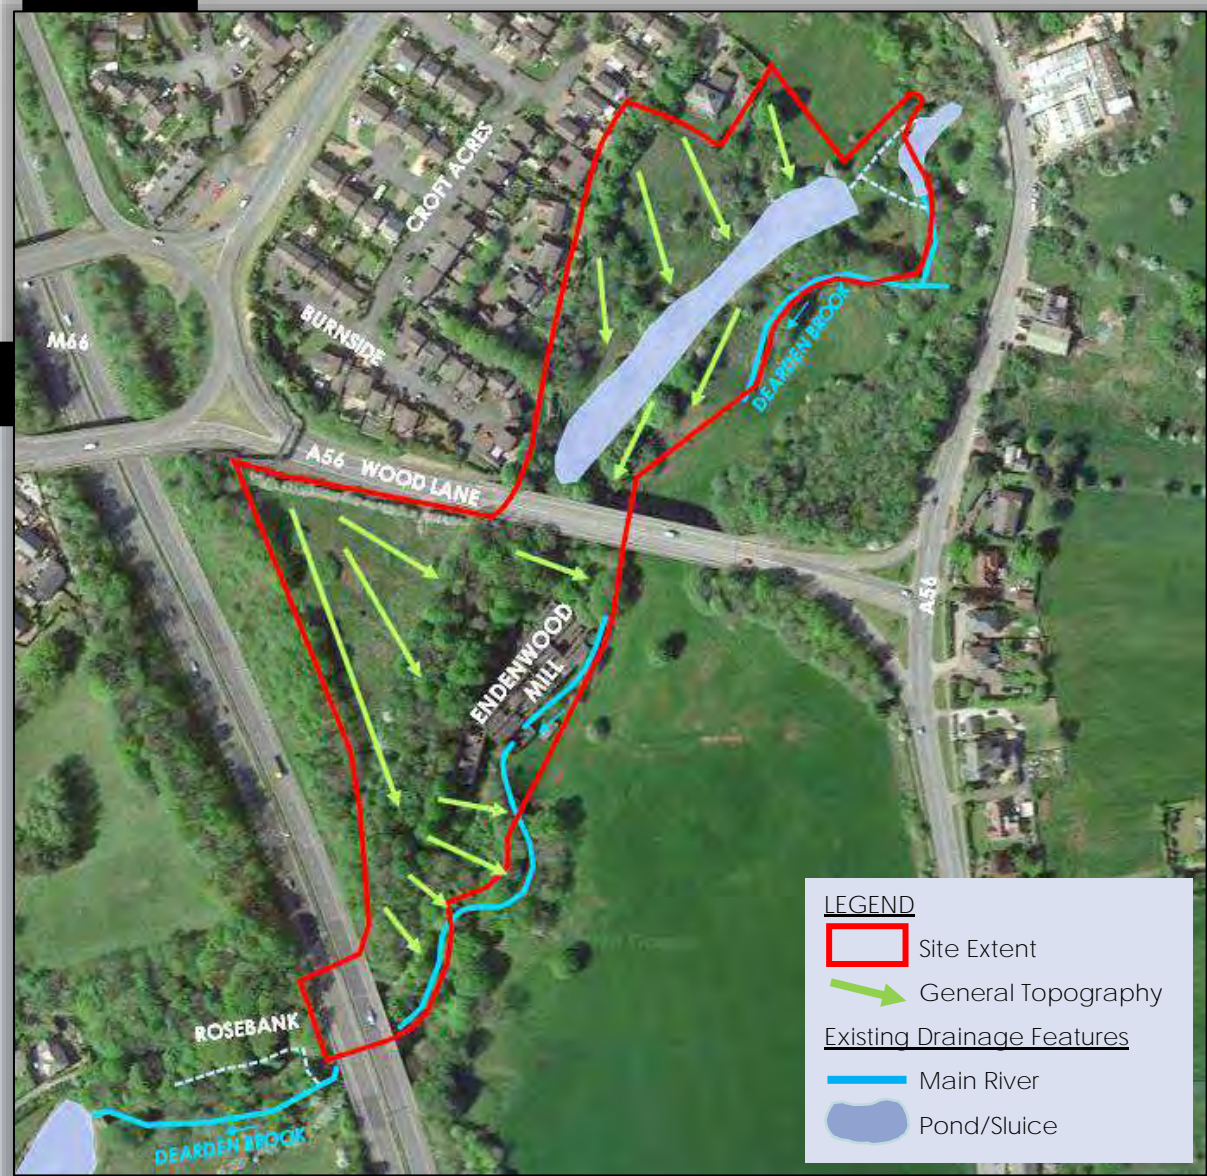 CROFT ACRES
BURNSIDE
M66
DEARDEN BROOK
A56 WOOD LANE
A56
ENDENWOOD
MILL
ROSEBANK
DEARDEN BROOK
LEGEND
Site Extent
General Topography
Existing Drainage Features
Main River
Pond/Sluice